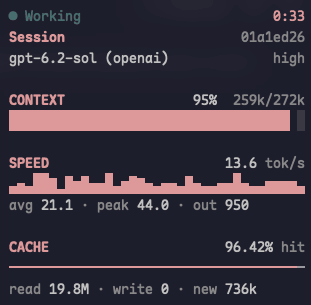 Working 0:33
Session 01a1ed26
gpt-6.2-sol (openai) high
CONTEXT 95% 259k/272k
SPEED 13.6 tok/s
avg 21.1 · peak 44.0 · out 950
CACHE 96.42% hit
read 19.8M · write 0 · new 736k